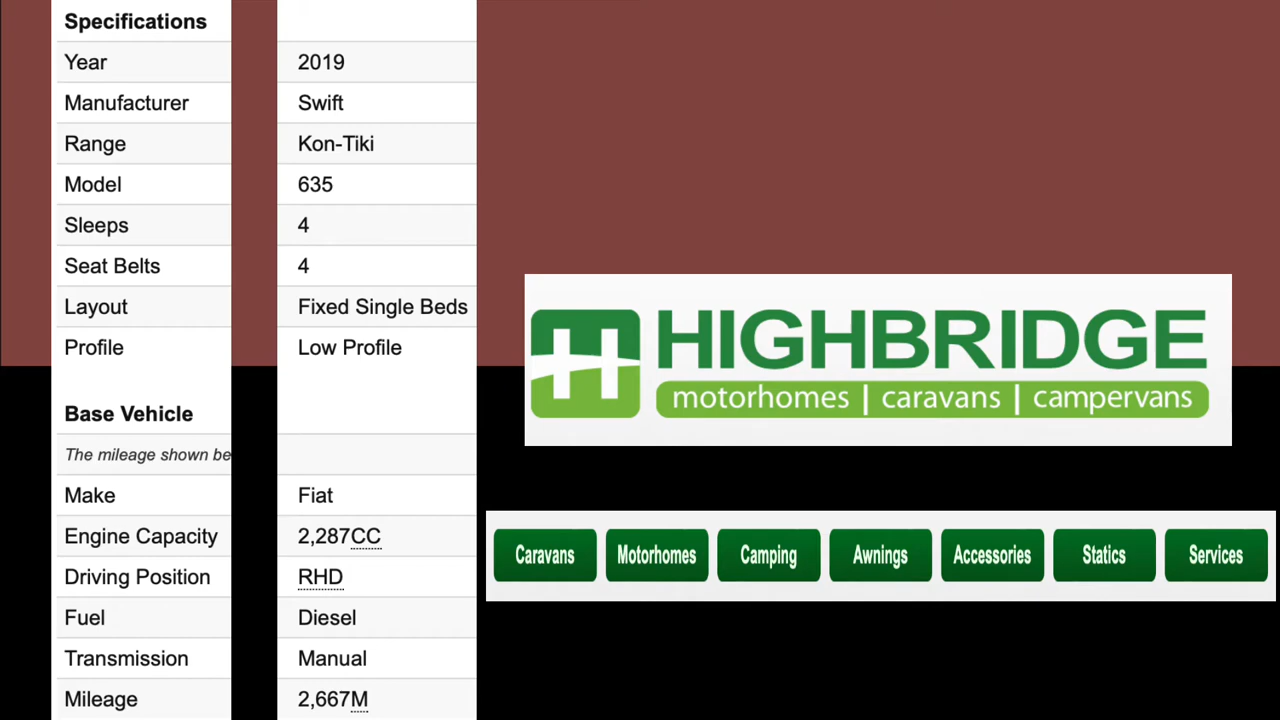 Specifications
Year 2019
Manufacturer Swift
Range Kon-Tiki
Model 635
Sleeps 4
Seat Belts 4
Layout Fixed Single Beds
Profile Low Profile
Base Vehicle
The mileage shown be
Make Fiat
Engine Capacity 2,287CC
Driving Position RHD
Fuel Diesel
Transmission Manual
Mileage 2,667M
HIGHBRIDGE
motorhomes | caravans | campervans
Caravans Motorhomes Camping Awnings Accessories Statics Services